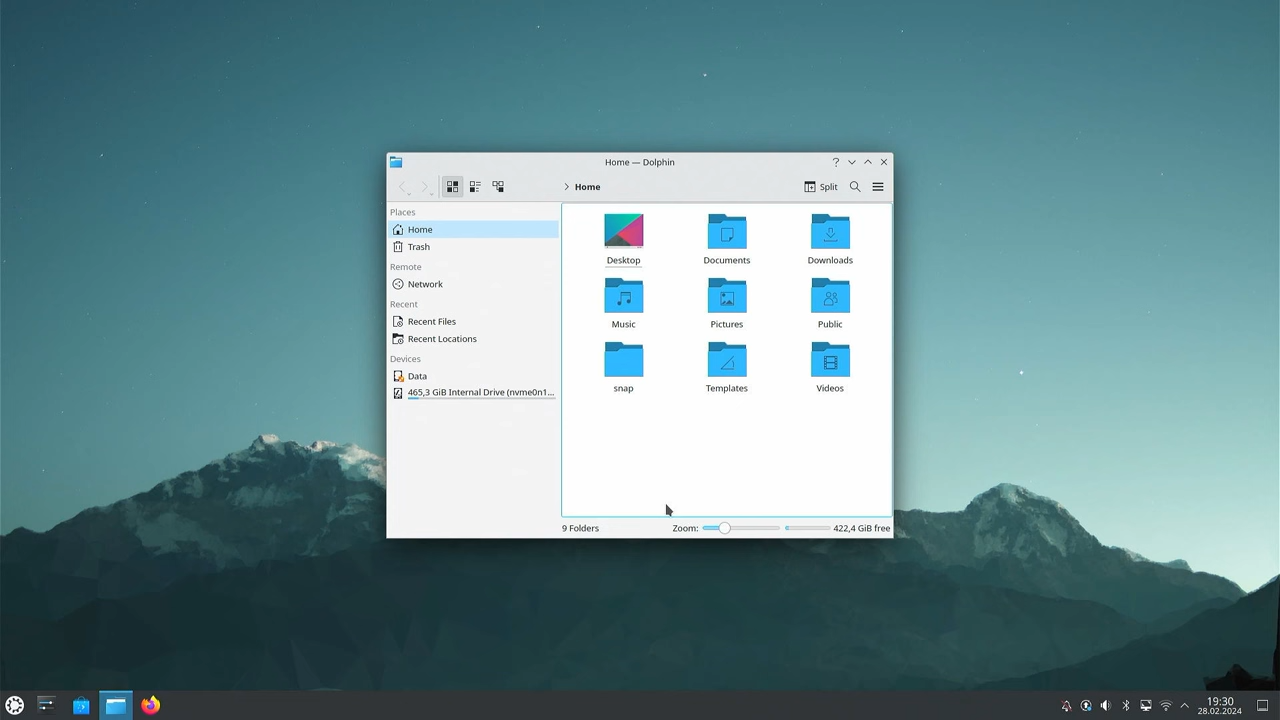 Home — Dolphin
Home
Split
Places
Home
Trash
Remote
Network
Recent
Recent Files
Recent Locations
Devices
Data
465,3 GiB Internal Drive (nvme0n1...
Desktop
Documents
Downloads
Music
Pictures
Public
snap
Templates
Videos
9 Folders
Zoom:
422,4 GiB free
19:30
28.02.2024